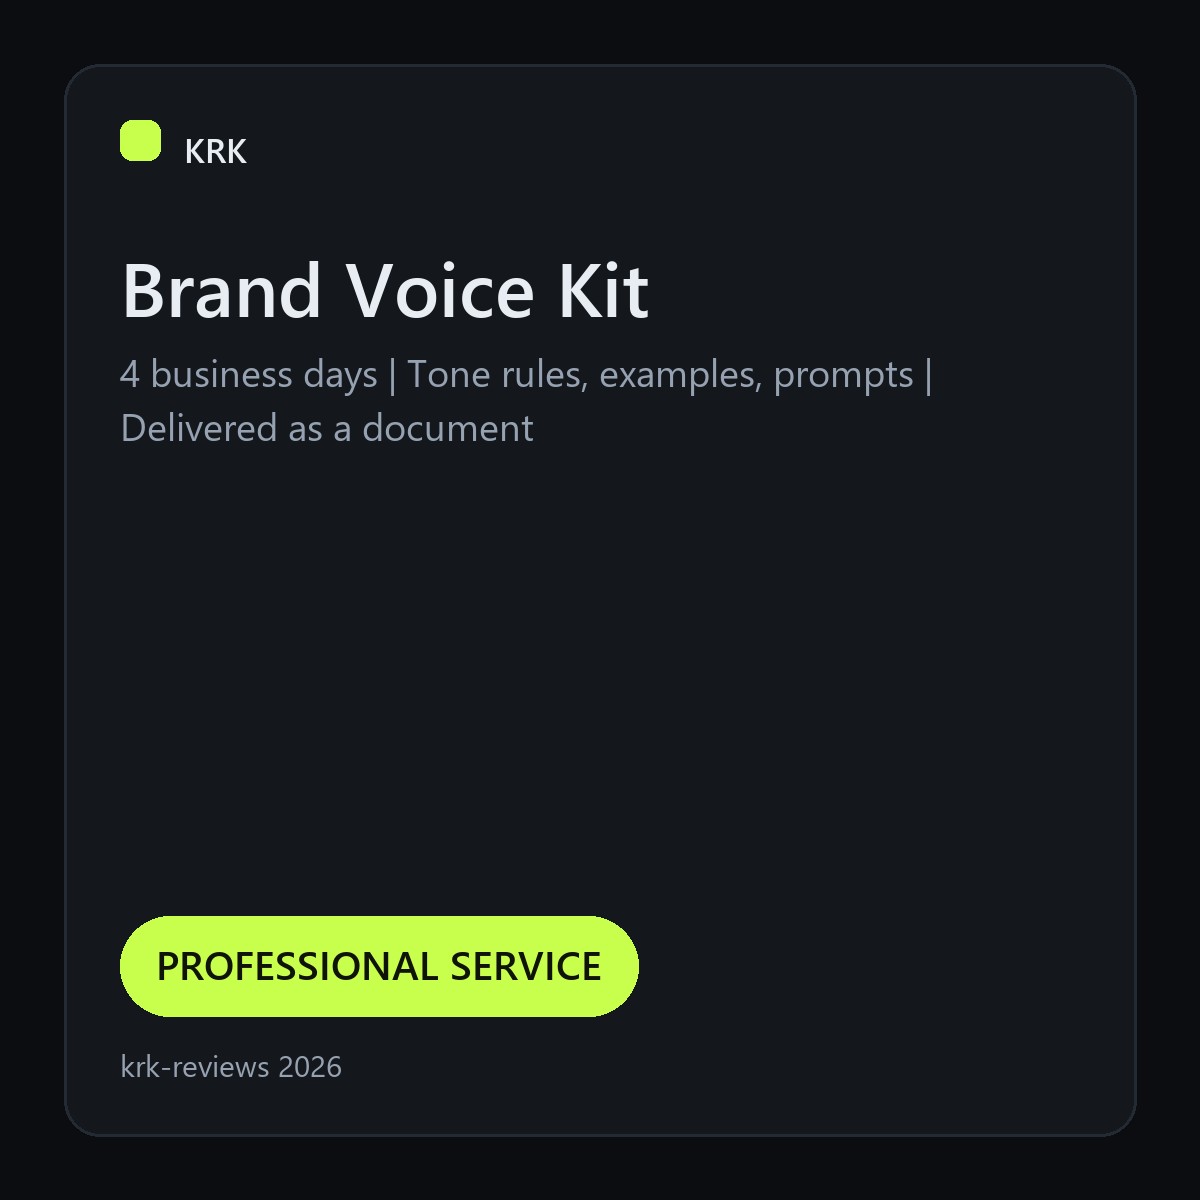 KRK
Brand Voice Kit
4 business days | Tone rules, examples, prompts |
Delivered as a document
PROFESSIONAL SERVICE
krk-reviews 2026